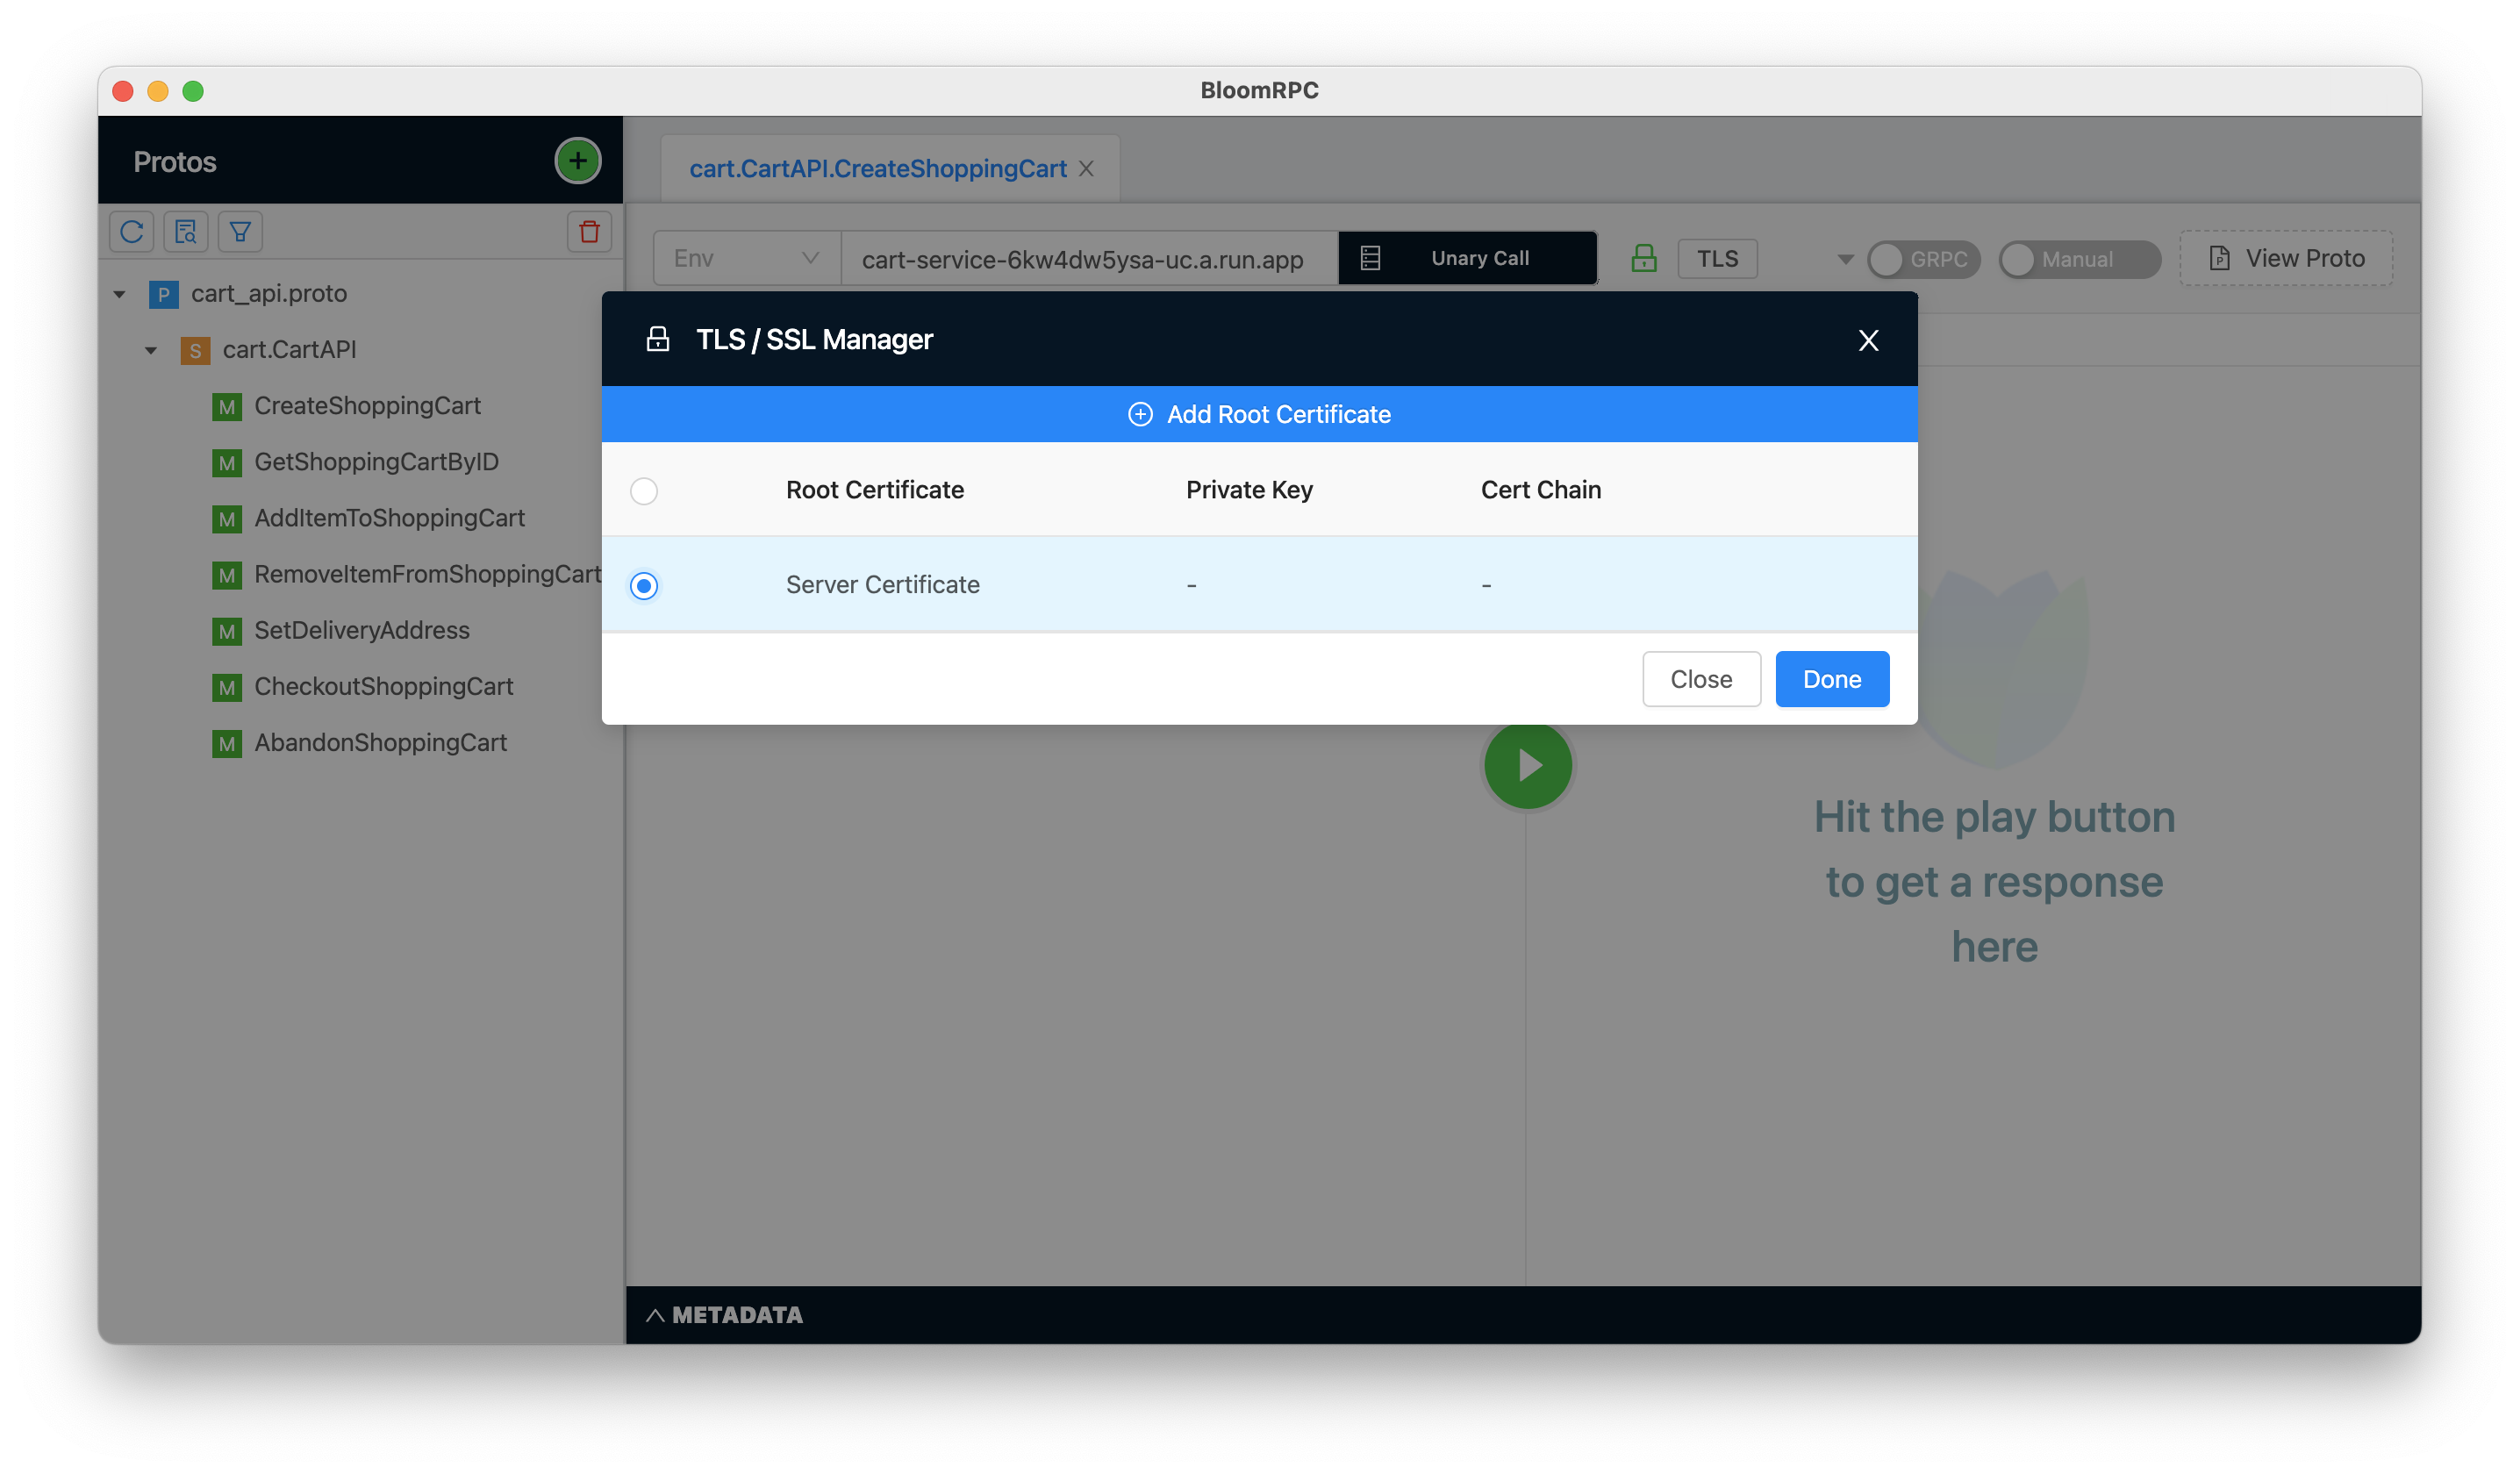 BloomRPC
Protos
cart.CartAPI.CreateShoppingCart
Env
cart-service-6kw4dw5ysa-uc.a.run.app
Unary Call
TLS
GRPC
Manual
View Proto
P cart_api.proto
S cart.CartAPI
M CreateShoppingCart
M GetShoppingCartByID
M AddItemToShoppingCart
M RemoveItemFromShoppingCart
M SetDeliveryAddress
M CheckoutShoppingCart
M AbandonShoppingCart
TLS / SSL Manager
Add Root Certificate
Root Certificate Private Key Cert Chain
Server Certificate - -
Close Done
Hit the play button
to get a response
here
METADATA